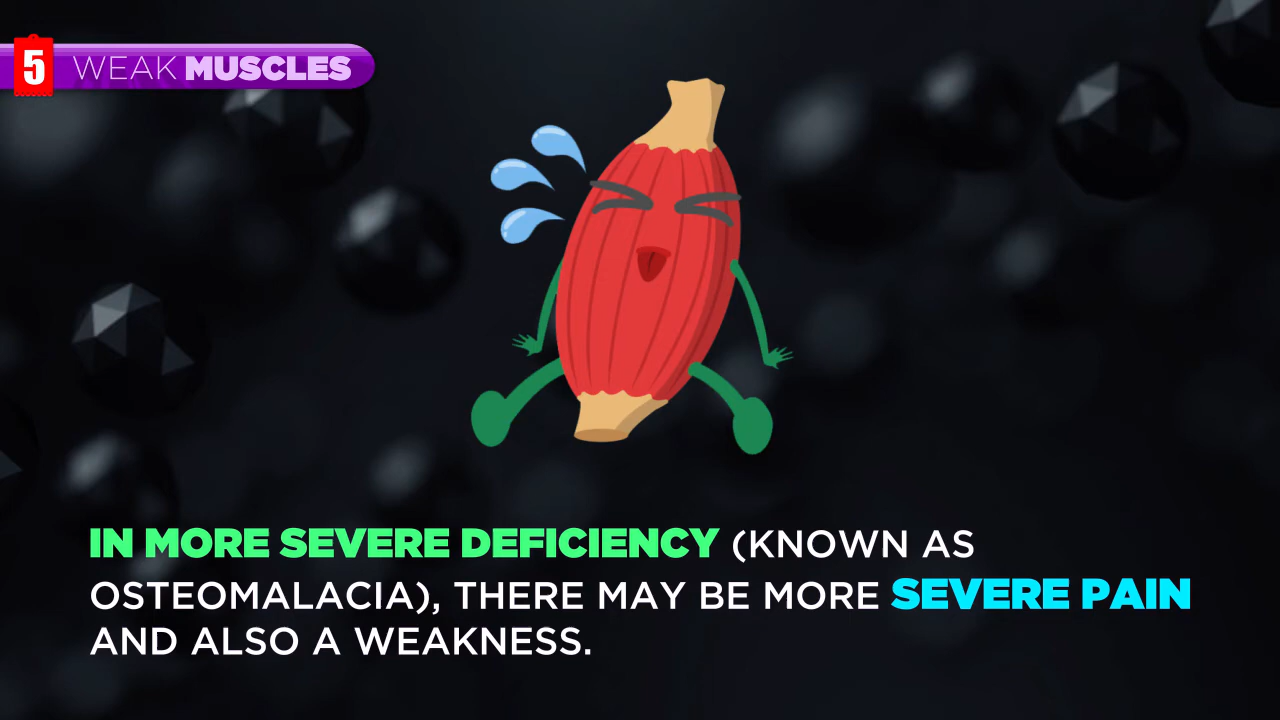 5 WEAK MUSCLES
IN MORE SEVERE DEFICIENCY (KNOWN AS
OSTEOMALACIA), THERE MAY BE MORE SEVERE PAIN
AND ALSO A WEAKNESS.